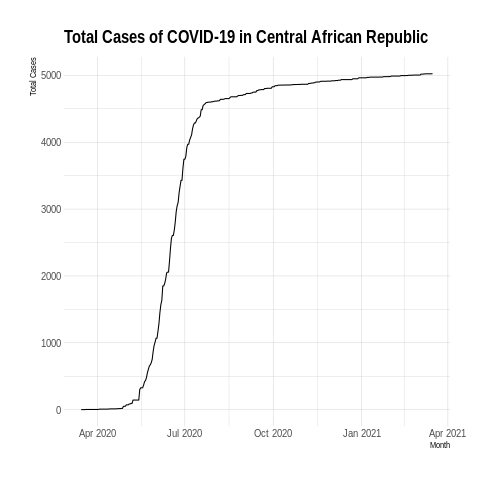 Total Cases of COVID-19 in Central African Republic
Total Cases
5000
4000
3000
2000
1000
0
Apr 2020 Jul 2020 Oct 2020 Jan 2021 Apr 2021
Month